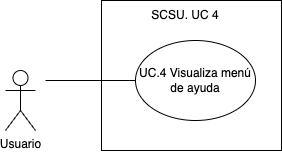 SCSU. UC 4
UC.4 Visualiza menú
de ayuda
Usuario